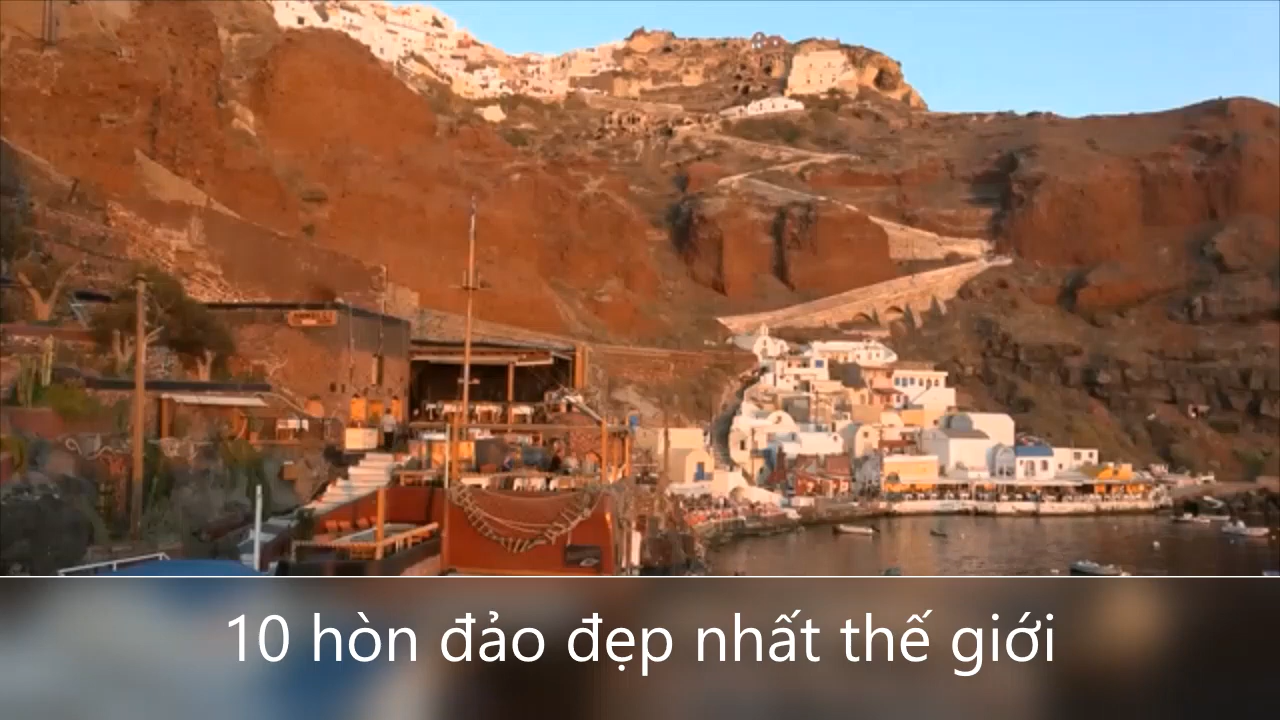 10 hòn đảo đẹp nhất thế giới